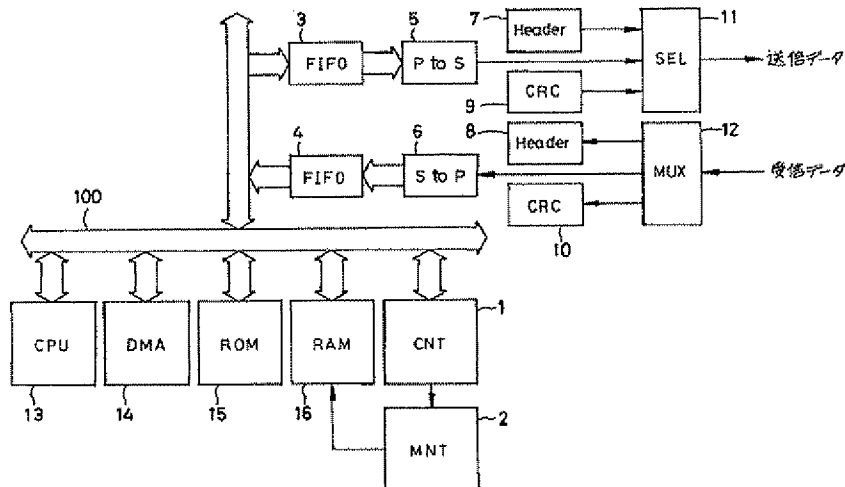 3
5
7
Header
11
FIFO
P to S
SEL
送信データ
9
CRC
4
6
8
Header
12
FIFO
S to P
MUX
受信データ
CRC
10
100
1
CPU
DMA
ROM
RAM
CNT
13
14
15
16
2
MNT